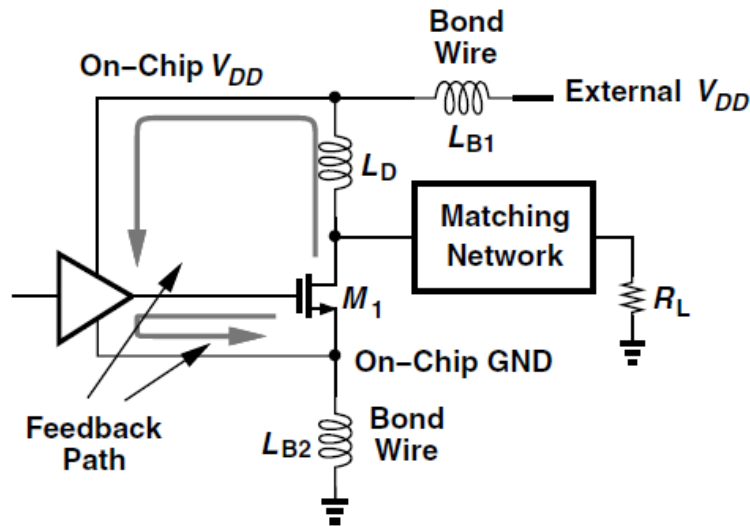 Bond
Wire
On–Chip VDD
External VDD
LB1
LD
Matching
Network
M1
RL
On–Chip GND
Feedback
Path
LB2
Bond
Wire